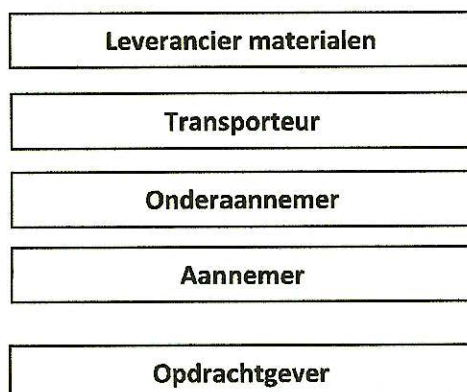 Leverancier materialen
Transporteur
Onderaannemer
Aannemer
Opdrachtgever